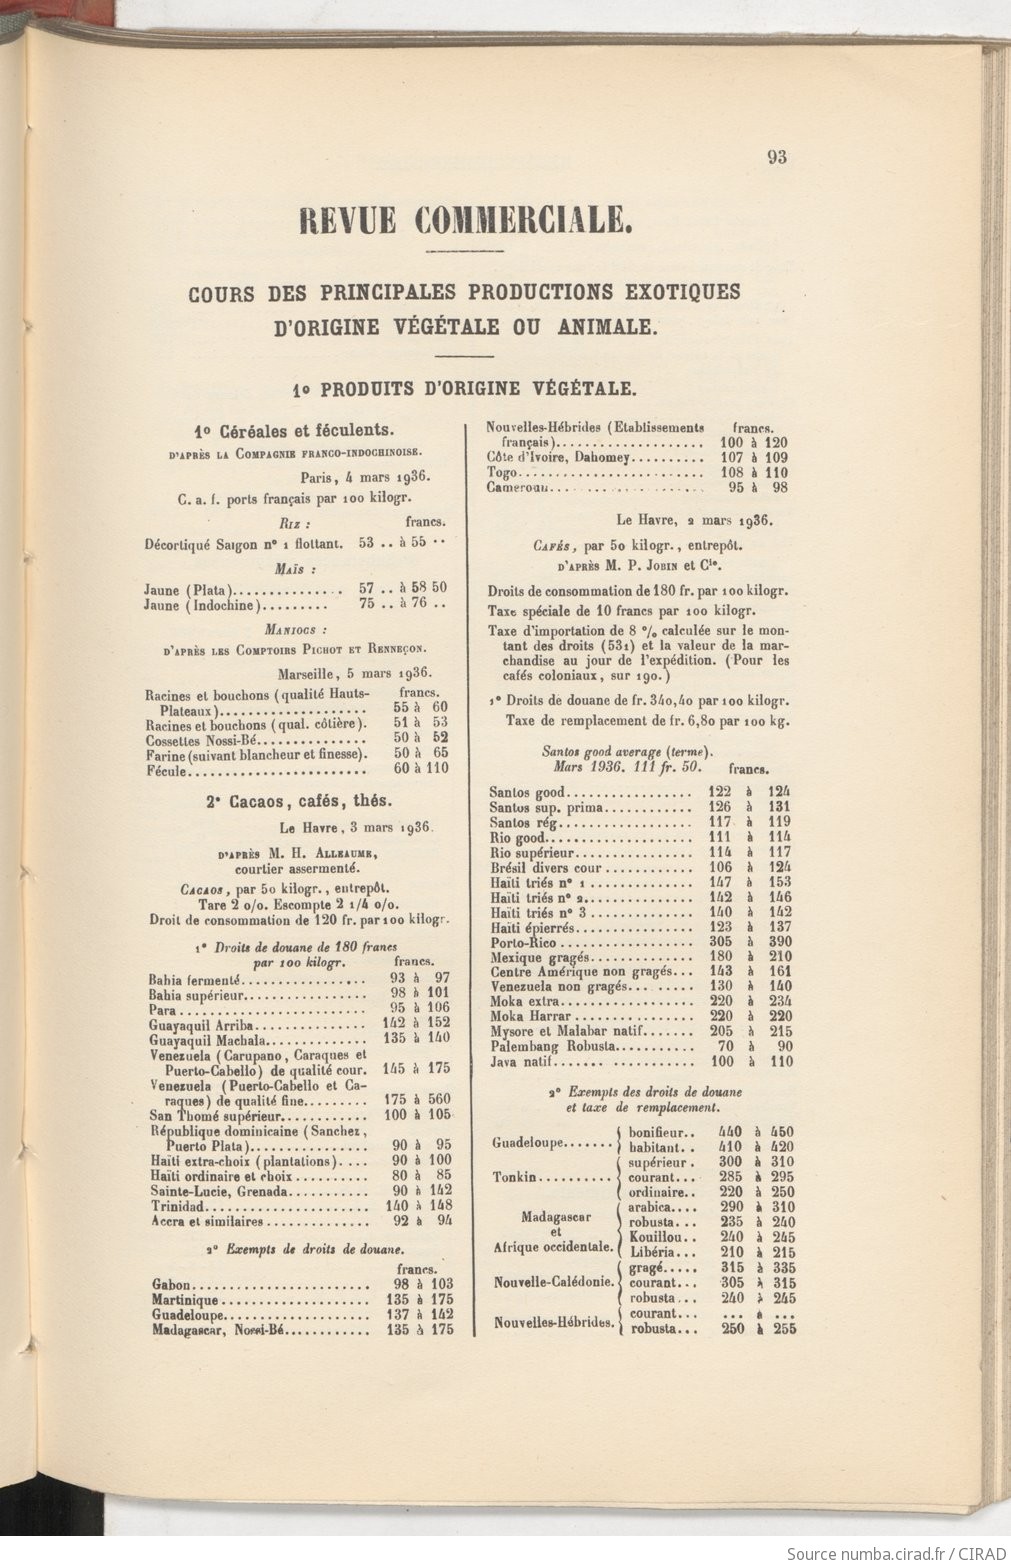 93
REVUE COMMERCIALE.
COURS DES PRINCIPALES PRODUCTIONS EXOTIQUES
D'ORIGINE VÉGÉTALE OU ANIMALE.
1º PRODUITS D'ORIGINE VÉGÉTALE.
1º Céréales et féculents.
D'APRÈS LA COMPAGNIE FRANCO-INDOCHINOISE.
Paris, 4 mars 1936.
C. a. f. ports français par 100 kilogr.
RIZ : francs.
Décortiqué Saigon nº 1 flottant. 53 .. à 55 ..
MAÏS :
Jaune (Plata).............. 57 .. à 58 50
Jaune (Indochine)......... 75 .. à 76 ..
MANIOCS :
D'APRÈS LES COMPTOIRS PICHOT ET RENNEÇON.
Marseille, 5 mars 1936.
Racines et bouchons (qualité Hauts- francs.
Plateaux)................... 55 à 60
Racines et bouchons (qual. côtière). 51 à 53
Cossettes Nossi-Bé............... 50 à 52
Farine (suivant blancheur et finesse). 50 à 65
Fécule........................ 60 à 110
2º Cacaos, cafés, thés.
Le Havre, 3 mars 1936.
D'APRÈS M. H. ALLEAUME,
courtier assermenté.
CACAOS, par 50 kilogr., entrepôt.
Tare 2 o/o. Escompte 2 1/4 o/o.
Droit de consommation de 120 fr. par 100 kilogr.
1º Droits de douane de 180 francs
par 100 kilogr. francs.
Bahia fermenté................. 93 à 97
Bahia supérieur................ 98 à 101
Para ......................... 95 à 106
Guayaquil Arriba............... 142 à 152
Guayaquil Machala.............. 135 à 140
Venezuela (Carupano, Caraques et
Puerto-Cabello) de qualité cour. 145 à 175
Venezuela (Puerto-Cabello et Ca-
raques) de qualité fine......... 175 à 560
San Thomé supérieur............ 100 à 105
République dominicaine (Sanchez,
Puerto Plata)................ 90 à 95
Haïti extra-choix (plantations).... 90 à 100
Haïti ordinaire et choix .......... 80 à 85
Sainte-Lucie, Grenada........... 90 à 142
Trinidad...................... 140 à 148
Accra et similaires .............. 92 à 94
2º Exempts de droits de douane.
francs.
Gabon........................ 98 à 103
Martinique .................... 135 à 175
Guadeloupe.................... 137 à 142
Madagascar, Nossi-Bé............ 135 à 175
Nouvelles-Hébrides (Etablissements francs.
français).................... 100 à 120
Côte d'Ivoire, Dahomey.......... 107 à 109
Togo......................... 108 à 110
Cameroun..................... 95 à 98
Le Havre, 2 mars 1936.
CAFÉS, par 50 kilogr., entrepôt.
D'APRÈS M. P. JOBIN et Cie.
Droits de consommation de 180 fr. par 100 kilogr.
Taxe spéciale de 10 francs par 100 kilogr.
Taxe d'importation de 8 % calculée sur le mon-
tant des droits (531) et la valeur de la mar-
chandise au jour de l'expédition. (Pour les
cafés coloniaux, sur 190.)
1º Droits de douane de fr. 340,40 par 100 kilogr.
Taxe de remplacement de fr. 6,80 par 100 kg.
Santos good average (terme).
Mars 1936. 111 fr. 50. francs.
Santos good................. 122 à 124
Santos sup. prima............ 126 à 131
Santos rég.................. 117 à 119
Rio good................... 111 à 114
Rio supérieur............... 114 à 117
Brésil divers cour ............ 106 à 124
Haïti triés nº 1 .............. 147 à 153
Haïti triés nº 2.............. 142 à 146
Haïti triés nº 3 .............. 140 à 142
Haïti épierrés............... 123 à 137
Porto-Rico ................. 305 à 390
Mexique gragés.............. 180 à 210
Centre Amérique non gragés... 143 à 161
Venezuela non gragés... ..... 130 à 140
Moka extra................. 220 à 234
Moka Harrar ............... 220 à 220
Mysore et Malabar natif....... 205 à 215
Palembang Robusta.......... 70 à 90
Java natif....... ........... 100 à 110
2º Exempts des droits de douane
et taxe de remplacement.
Guadeloupe....... bonifieur.. 440 à 450
habitant.. 410 à 420
Tonkin.......... supérieur . 300 à 310
courant... 285 à 295
ordinaire.. 220 à 250
Madagascar et Afrique occidentale. arabica.... 290 à 310
robusta... 235 à 240
Kouillou.. 240 à 245
Libéria... 210 à 215
Nouvelle-Calédonie. gragé..... 315 à 335
courant... 305 à 315
robusta... 240 à 245
Nouvelles-Hébrides. courant... ... à ...
robusta... 250 à 255
Source numba.cirad.fr / CIRAD